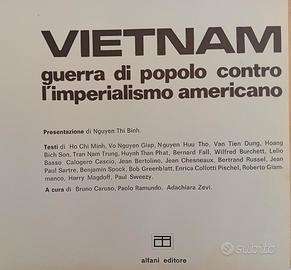 VIETNAM
guerra di popolo contro
l'imperialismo americano
Presentazione di Nguyen Thi Binh.
Testi di Ho Chi Minh, Vo Nguyen Giap, Nguyen Huu Tho, Van Tien Dung, Hoang
Bich Son, Tran Nam Trung, Huynh Than Phat, Bernard Fall, Wilfred Burchett, Lelio
Basso, Calogero Cascio, Jean Bertolino, Jean Chesneaux, Bertrand Russel, Jean
Paul Sartre, Benjamin Spock, Bob Greenblatt, Enrica Collotti Pischel, Roberto Giam-
manco, Harry Magdoff, Paul Sweezy.
A cura di Bruno Caruso, Paolo Ramundo, Adachiara Zevi.
alfani editore
subito